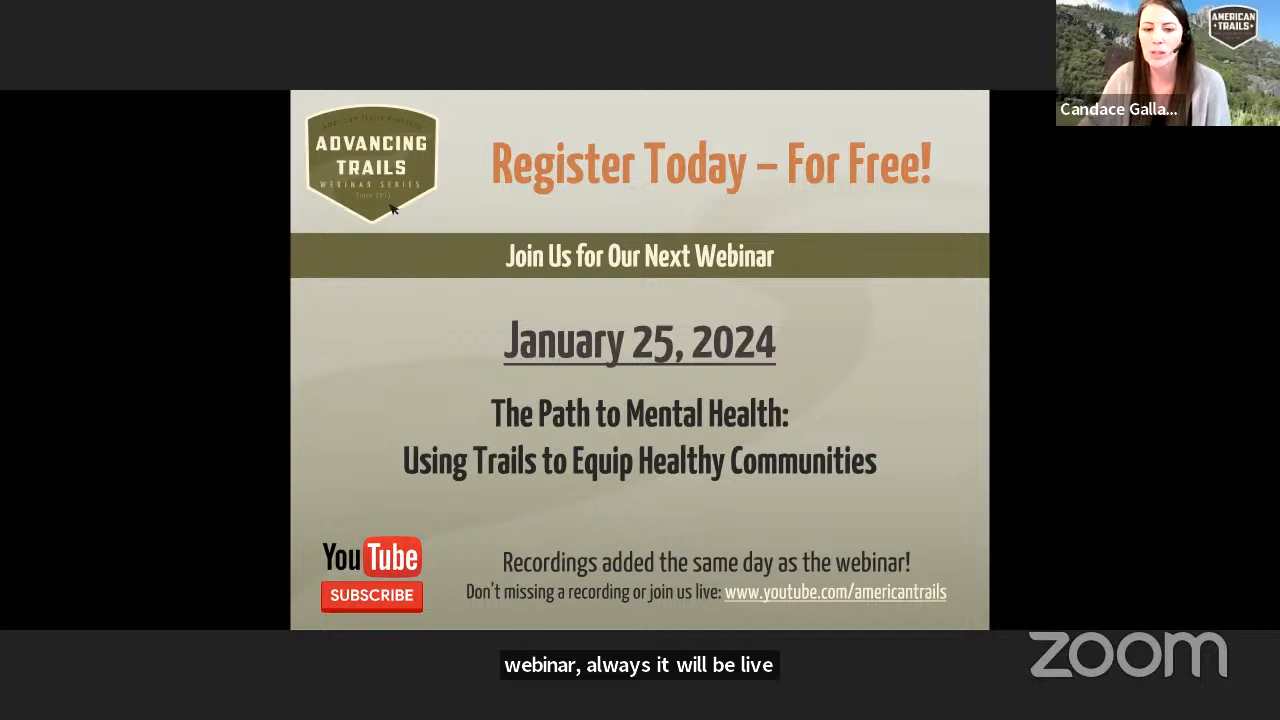 AMERICAN
TRAILS
Candace Galla...
American Trails Presents
ADVANCING
TRAILS
WEBINAR SERIES
Register Today – For Free!
Join Us for Our Next Webinar
January 25, 2024
The Path to Mental Health:
Using Trails to Equip Healthy Communities
YouTube
SUBSCRIBE
Recordings added the same day as the webinar!
Don't missing a recording or join us live: www.youtube.com/americantrails
zoom
webinar, always it will be live